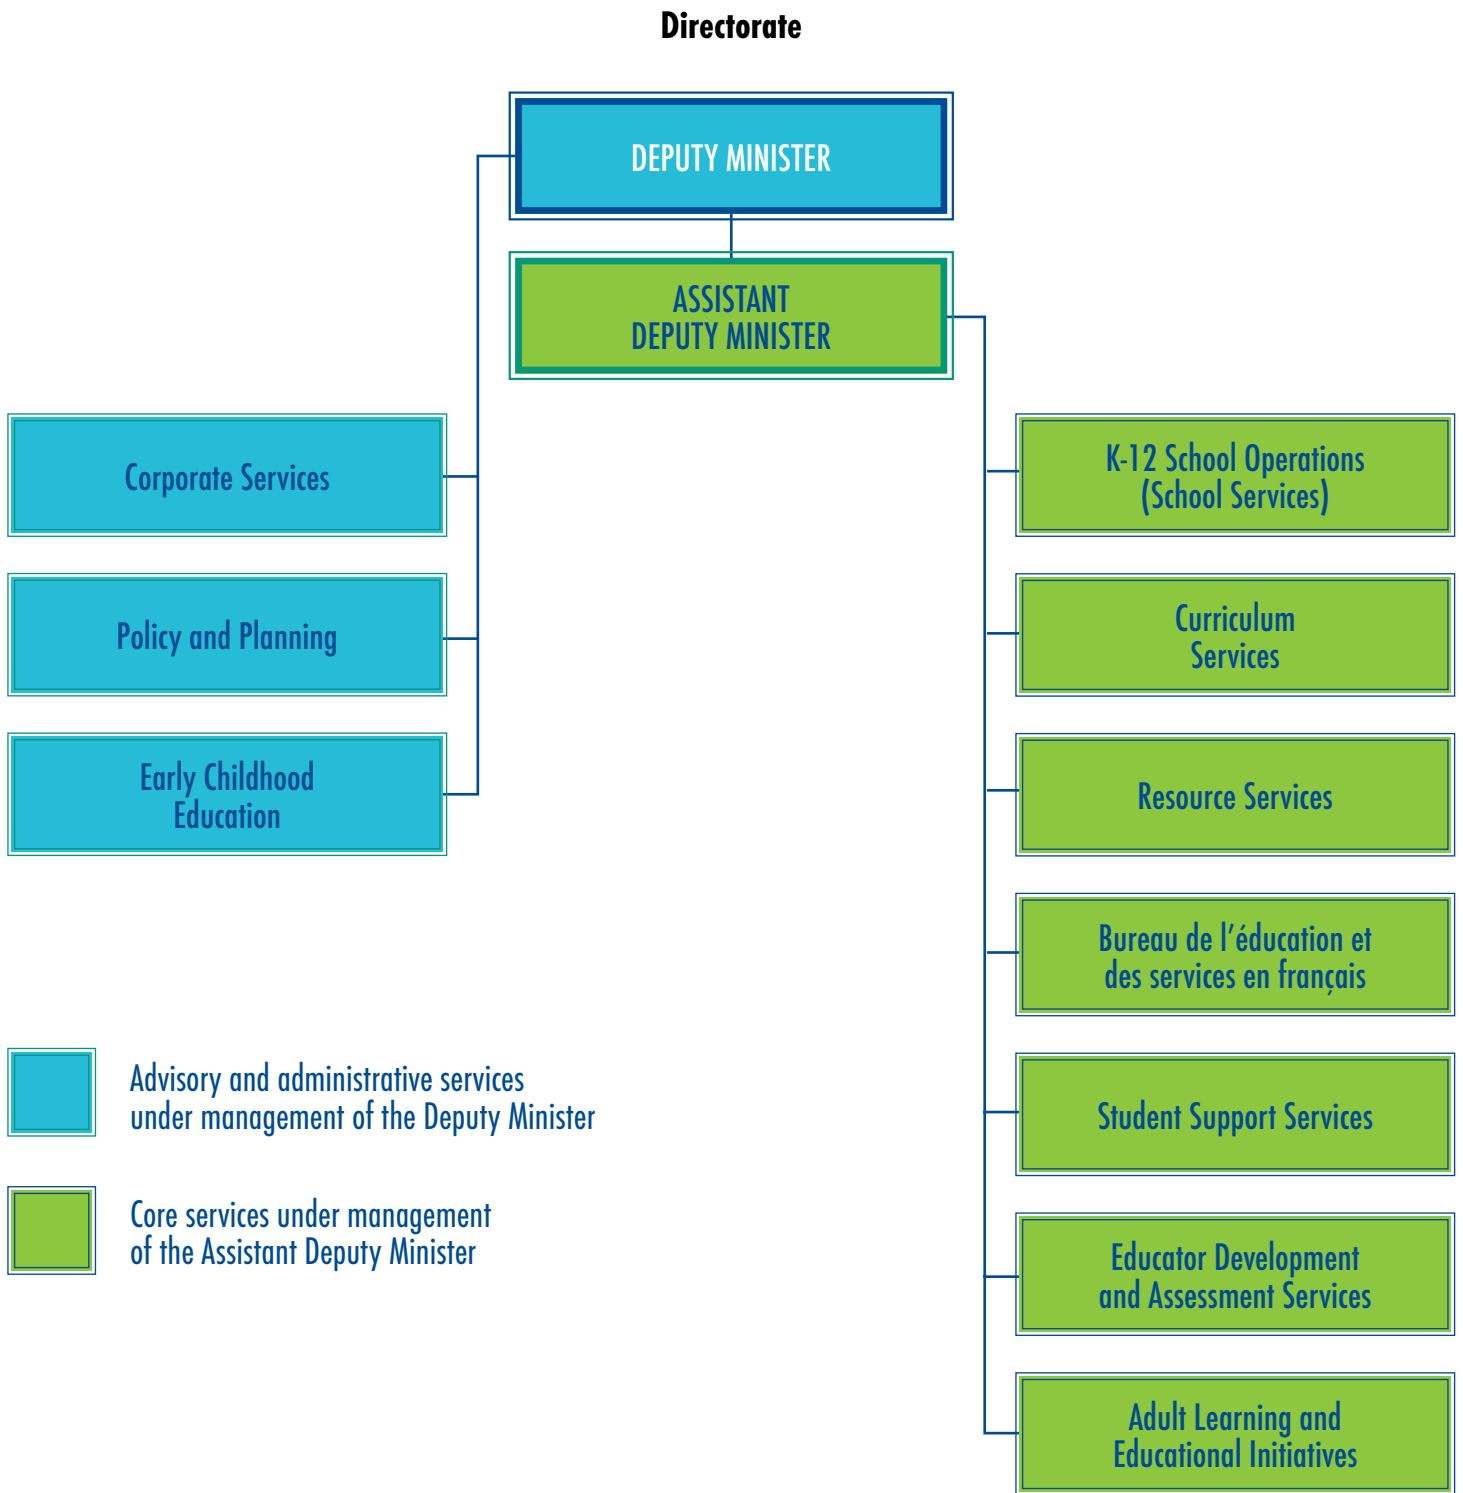 Directorate
DEPUTY MINISTER
ASSISTANT
DEPUTY MINISTER
Corporate Services
Policy and Planning
Early Childhood
Education
K-12 School Operations
(School Services)
Curriculum
Services
Resource Services
Bureau de l’éducation et
des services en français
Student Support Services
Educator Development
and Assessment Services
Adult Learning and
Educational Initiatives
Advisory and administrative services
under management of the Deputy Minister
Core services under management
of the Assistant Deputy Minister